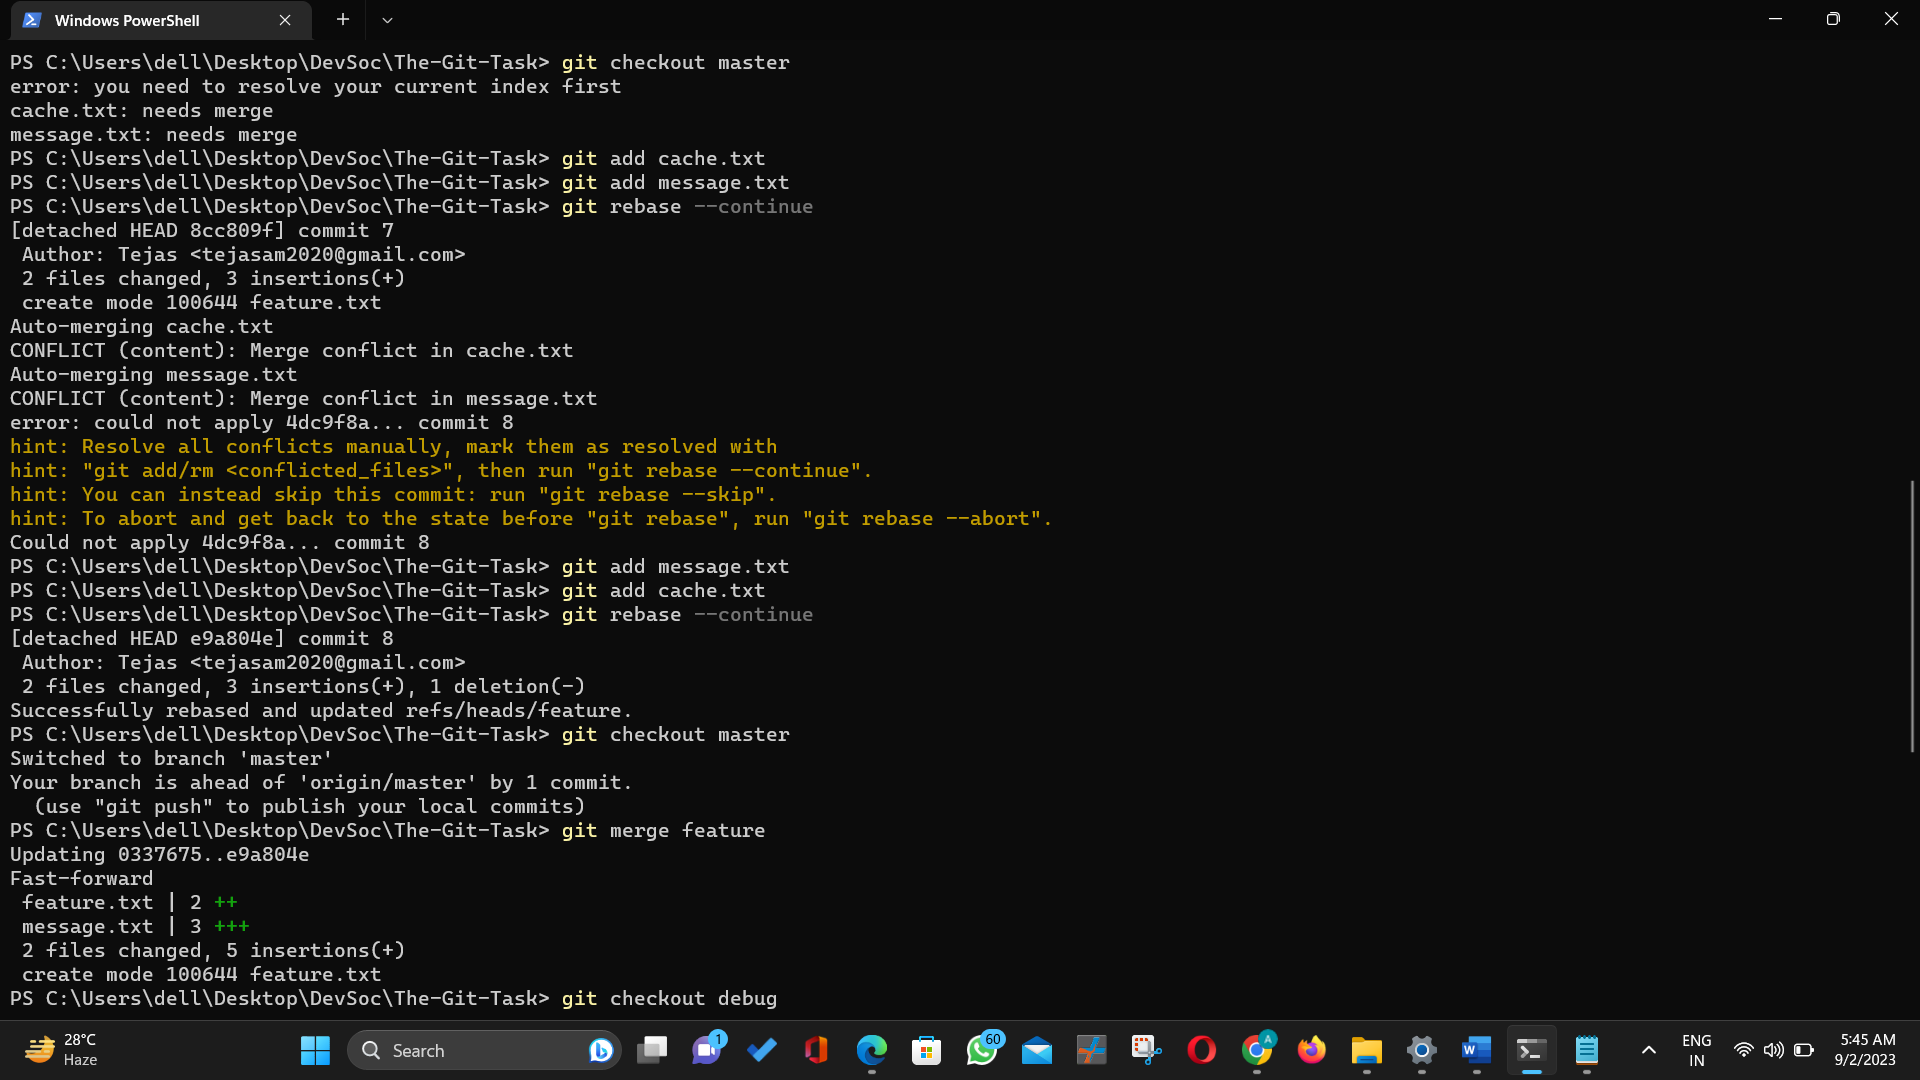 Windows PowerShell
PS C:\Users\dell\Desktop\DevSoc\The-Git-Task> git checkout master
error: you need to resolve your current index first
cache.txt: needs merge
message.txt: needs merge
PS C:\Users\dell\Desktop\DevSoc\The-Git-Task> git add cache.txt
PS C:\Users\dell\Desktop\DevSoc\The-Git-Task> git add message.txt
PS C:\Users\dell\Desktop\DevSoc\The-Git-Task> git rebase --continue
[detached HEAD 8cc809f] commit 7
 Author: Tejas <tejasam2020@gmail.com>
 2 files changed, 3 insertions(+)
 create mode 100644 feature.txt
Auto-merging cache.txt
CONFLICT (content): Merge conflict in cache.txt
Auto-merging message.txt
CONFLICT (content): Merge conflict in message.txt
error: could not apply 4dc9f8a... commit 8
hint: Resolve all conflicts manually, mark them as resolved with
hint: "git add/rm <conflicted_files>", then run "git rebase --continue".
hint: You can instead skip this commit: run "git rebase --skip".
hint: To abort and get back to the state before "git rebase", run "git rebase --abort".
Could not apply 4dc9f8a... commit 8
PS C:\Users\dell\Desktop\DevSoc\The-Git-Task> git add message.txt
PS C:\Users\dell\Desktop\DevSoc\The-Git-Task> git add cache.txt
PS C:\Users\dell\Desktop\DevSoc\The-Git-Task> git rebase --continue
[detached HEAD e9a804e] commit 8
 Author: Tejas <tejasam2020@gmail.com>
 2 files changed, 3 insertions(+), 1 deletion(-)
Successfully rebased and updated refs/heads/feature.
PS C:\Users\dell\Desktop\DevSoc\The-Git-Task> git checkout master
Switched to branch 'master'
Your branch is ahead of 'origin/master' by 1 commit.
  (use "git push" to publish your local commits)
PS C:\Users\dell\Desktop\DevSoc\The-Git-Task> git merge feature
Updating 0337675..e9a804e
Fast-forward
 feature.txt | 2 ++
 message.txt | 3 +++
 2 files changed, 5 insertions(+)
 create mode 100644 feature.txt
PS C:\Users\dell\Desktop\DevSoc\The-Git-Task> git checkout debug
28°C
Haze
Search
1
60
A
W
ENG
IN
5:45 AM
9/2/2023